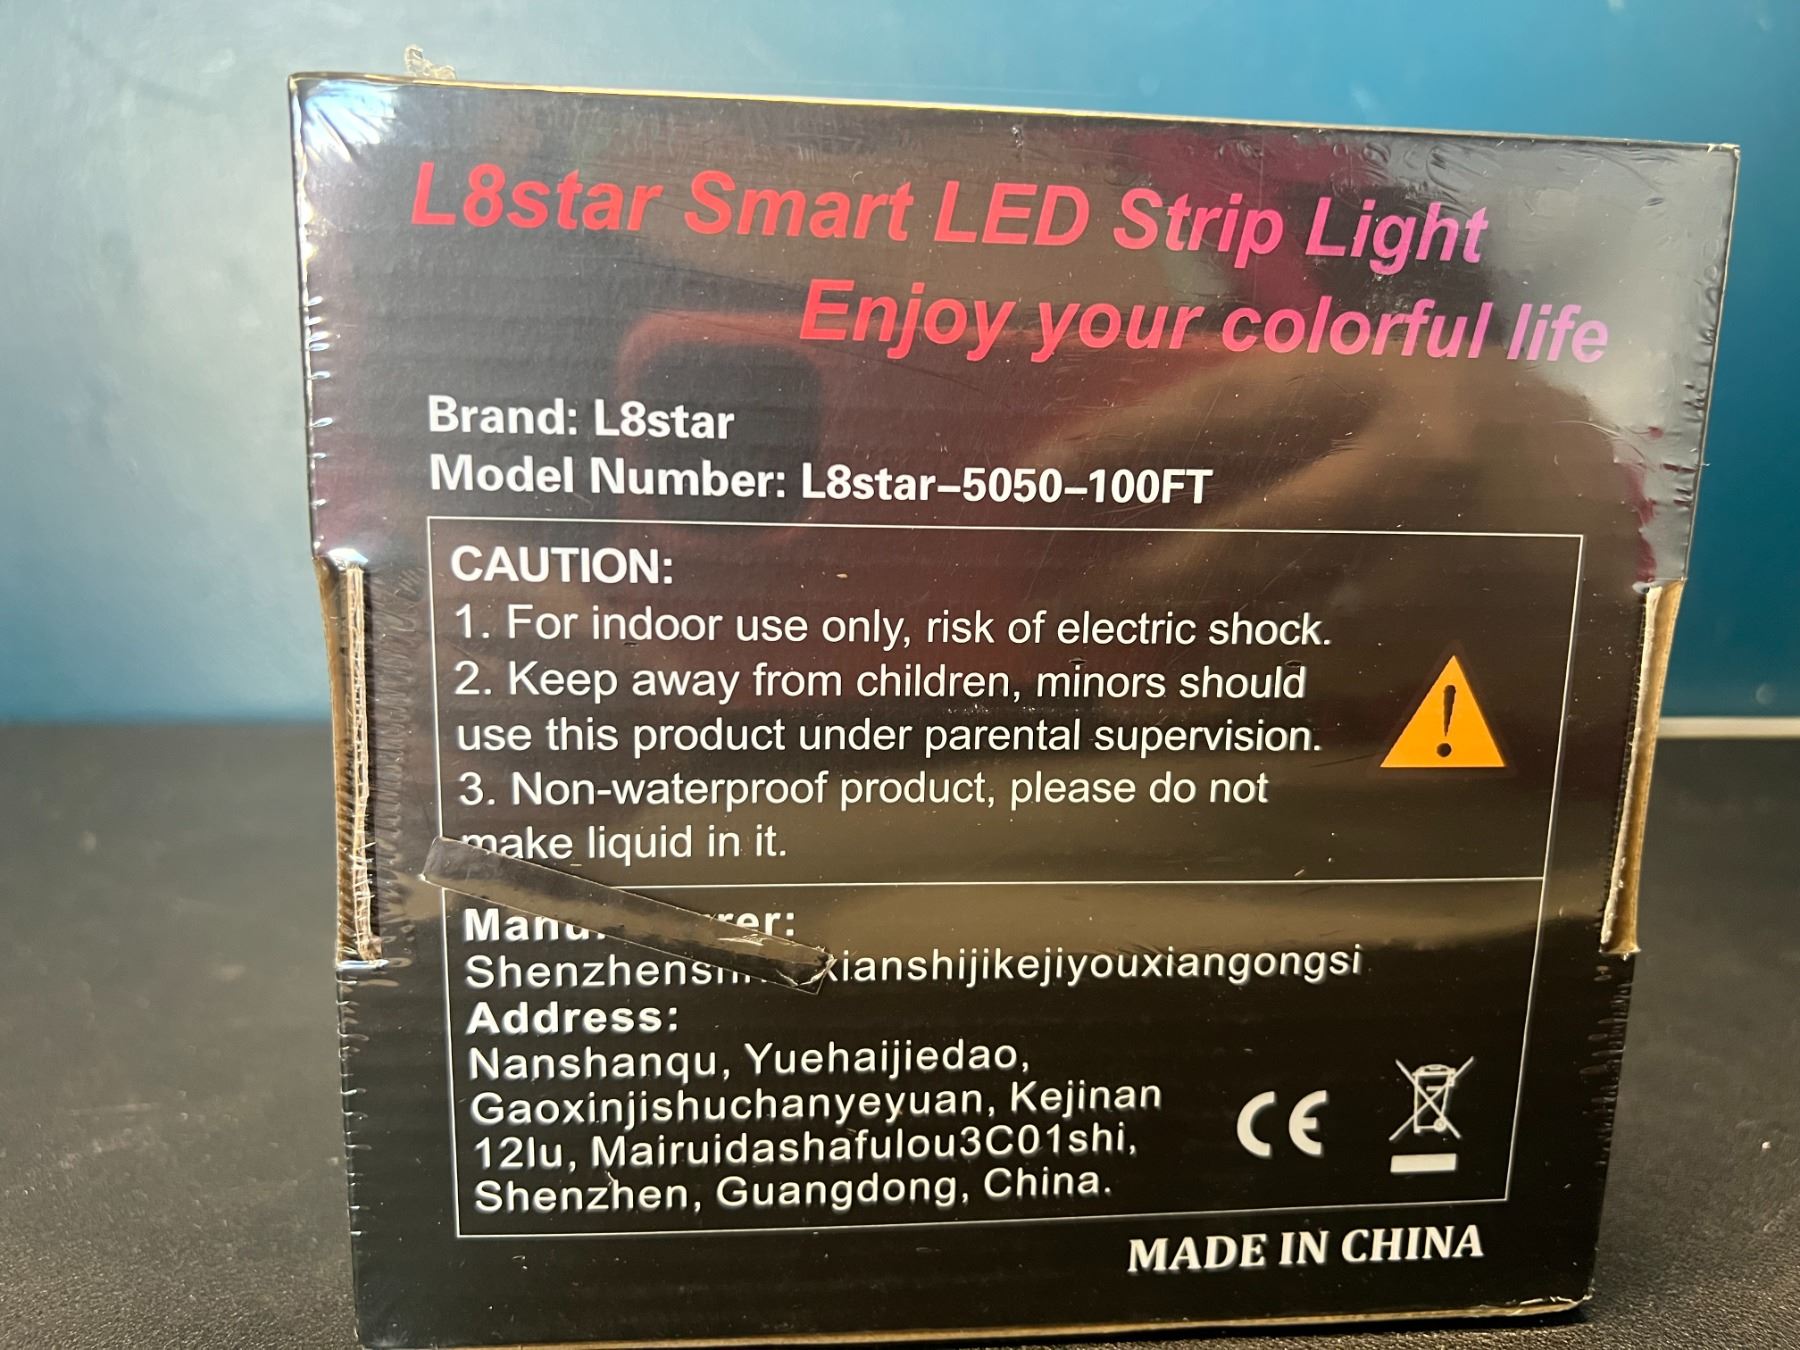 L8star Smart LED Strip Light
Enjoy your colorful life
Brand: L8star
Model Number: L8star-5050-100FT
CAUTION:
1. For indoor use only, risk of electric shock.
2. Keep away from children, minors should
use this product under parental supervision.
3. Non-waterproof product, please do not
make liquid in it.
Address:
Nanshanqu, Yuehaijiedao,
Gaoxinjishuchanyeyuan, Kejinan
12lu, Mairuidashafulou3C01shi,
Shenzhen, Guangdong, China.
CE
MADE IN CHINA